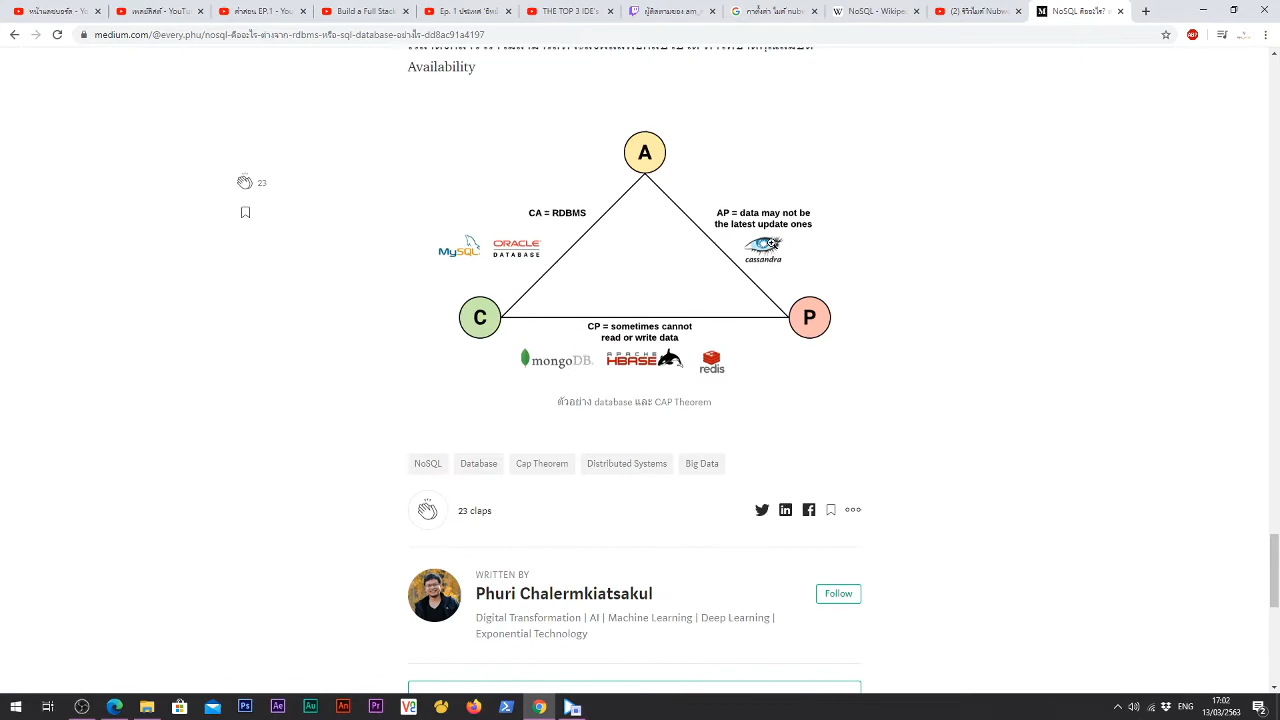 THE TOP 3 IDE s
NoSQL - Wikipe
medium.com/@every.phu/nosql-คืออะไร-ต่างจาก-rdbms-หรือ-sql-database-อย่างไร-dd8ac91a4197
Availability
23
A
CA = RDBMS
AP = data may not be
the latest update ones
MySQL
ORACLE
DATABASE
cassandra
C
P
CP = sometimes cannot
read or write data
mongoDB.
APACHE
HBASE
redis
ตัวอย่าง database และ CAP Theorem
NoSQL
Database
Cap Theorem
Distributed Systems
Big Data
23 claps
WRITTEN BY
Phuri Chalermkiatsakul
Follow
Digital Transformation | AI | Machine Learning | Deep Learning |
Exponential Technology
ENG
17:02
13/03/2563